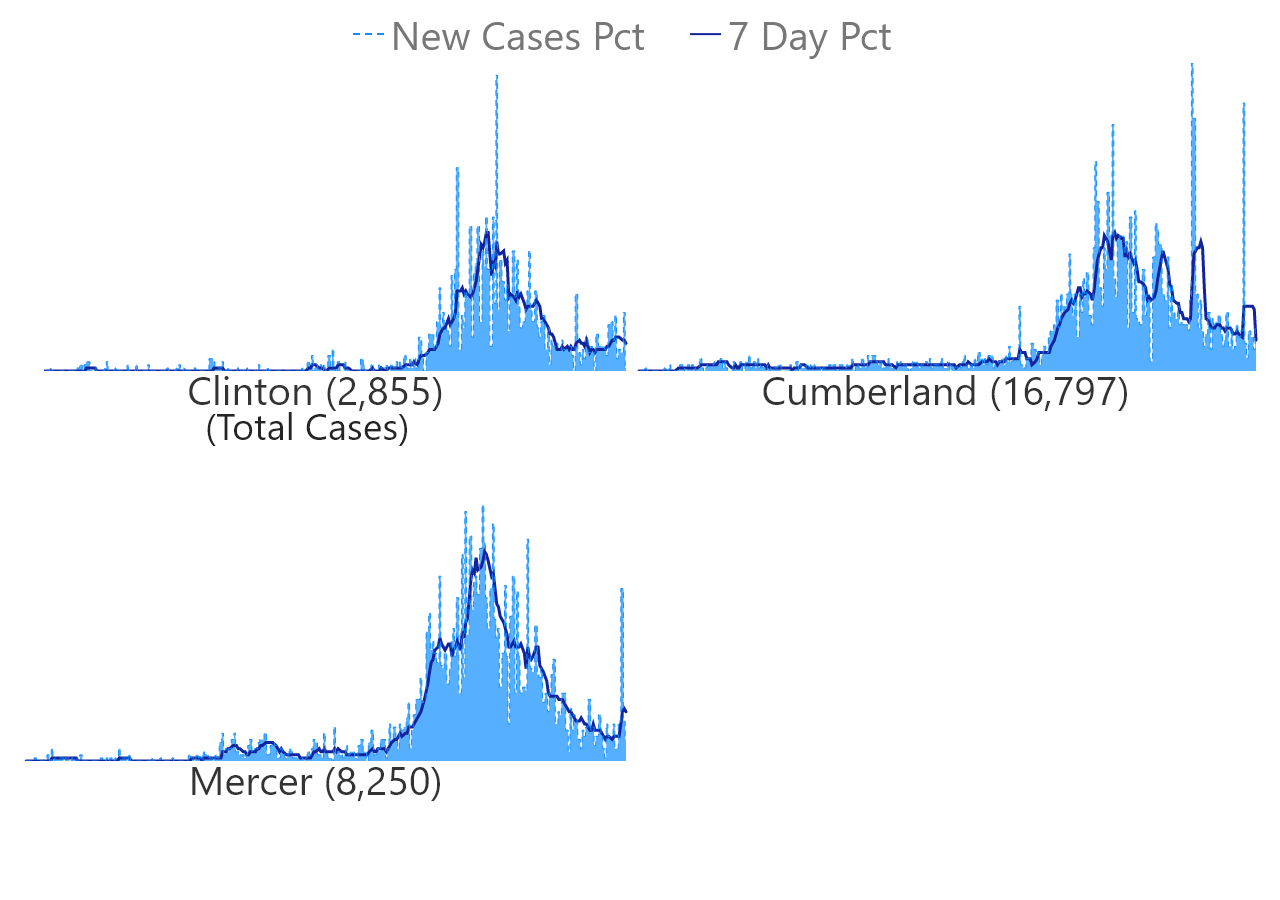 New Cases Pct 7 Day Pct
Clinton (2,855)
(Total Cases)
Cumberland (16,797)
Mercer (8,250)